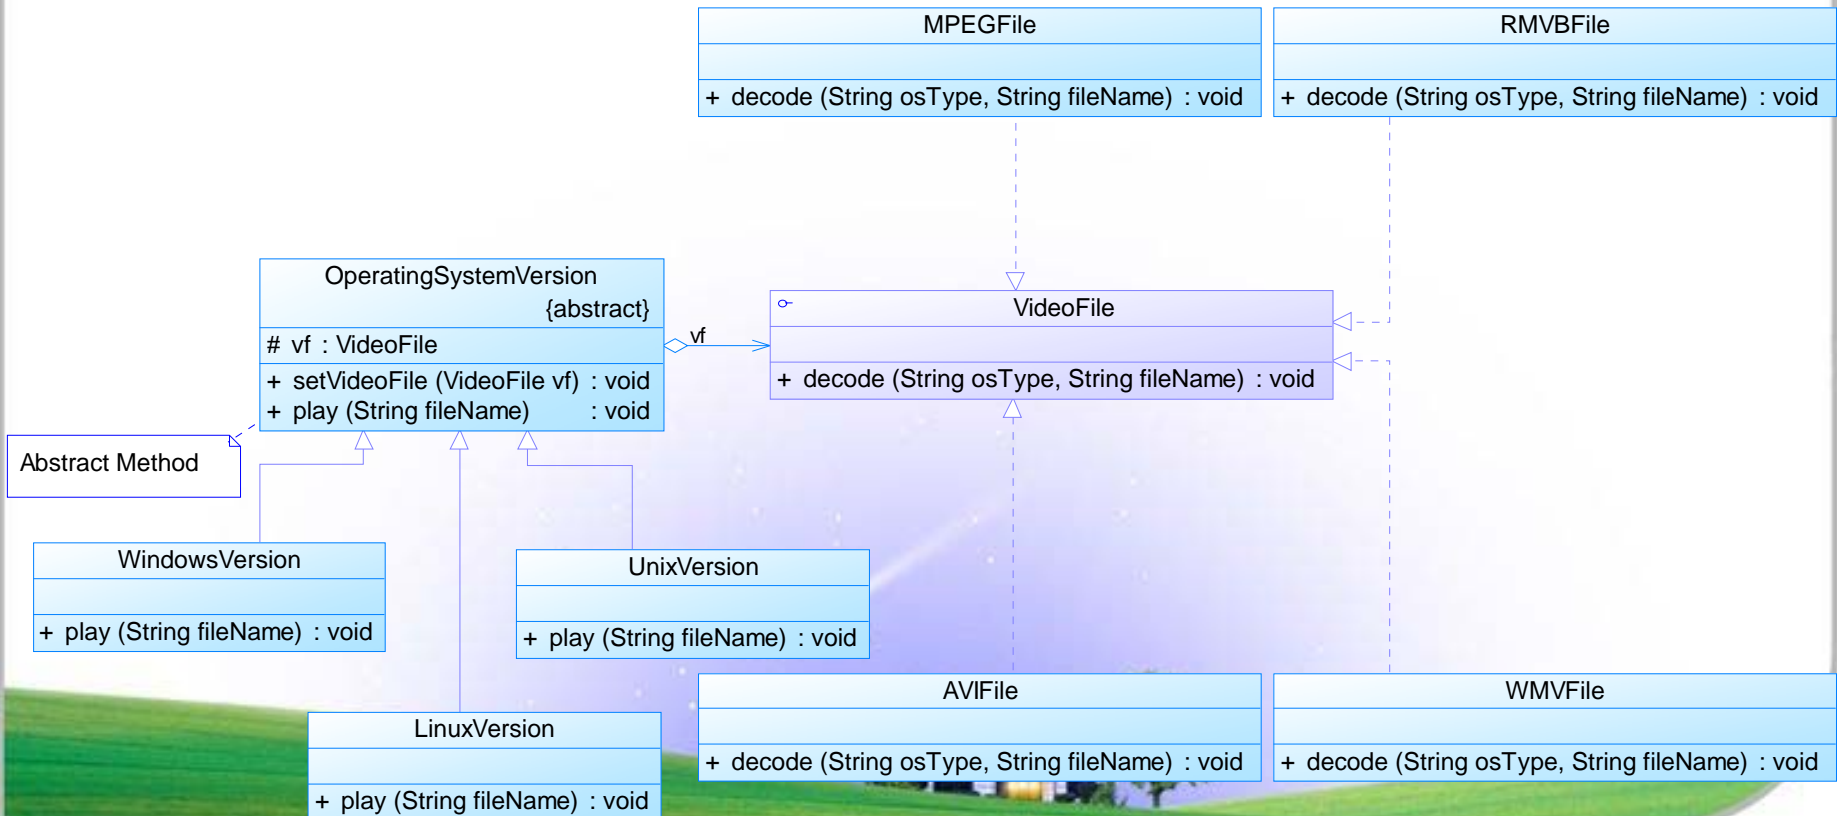 MPEGFile
+ decode (String osType, String fileName) : void
RMVBFile
+ decode (String osType, String fileName) : void
OperatingSystemVersion
{abstract}
# vf : VideoFile
+ setVideoFile (VideoFile vf) : void
+ play (String fileName) : void
vf
VideoFile
+ decode (String osType, String fileName) : void
Abstract Method
WindowsVersion
+ play (String fileName) : void
UnixVersion
+ play (String fileName) : void
LinuxVersion
+ play (String fileName) : void
AVIFile
+ decode (String osType, String fileName) : void
WMVFile
+ decode (String osType, String fileName) : void